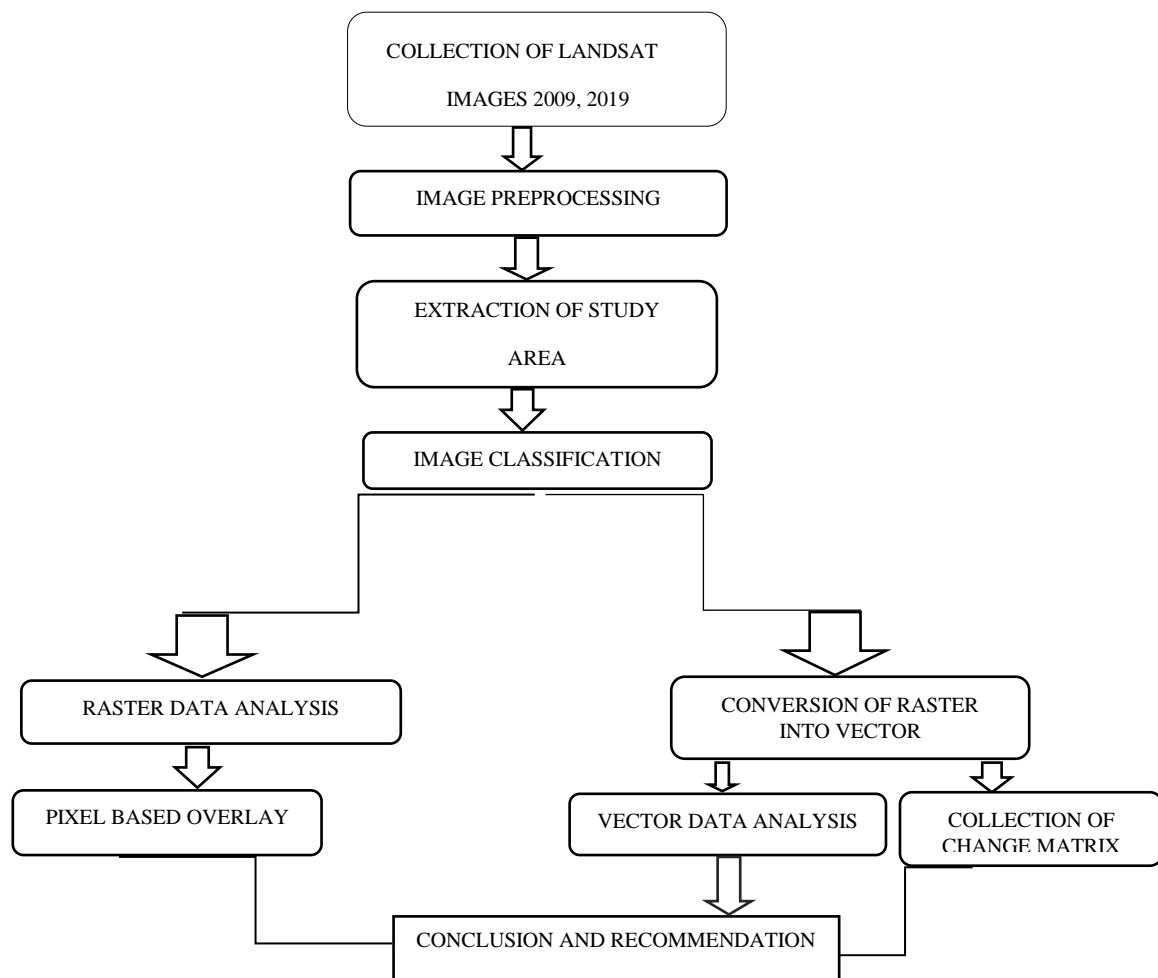 COLLECTION OF LANDSAT
IMAGES 2009, 2019
IMAGE PREPROCESSING
EXTRACTION OF STUDY
AREA
IMAGE CLASSIFICATION
RASTER DATA ANALYSIS
CONVERSION OF RASTER
INTO VECTOR
PIXEL BASED OVERLAY
VECTOR DATA ANALYSIS
COLLECTION OF
CHANGE MATRIX
CONCLUSION AND RECOMMENDATION